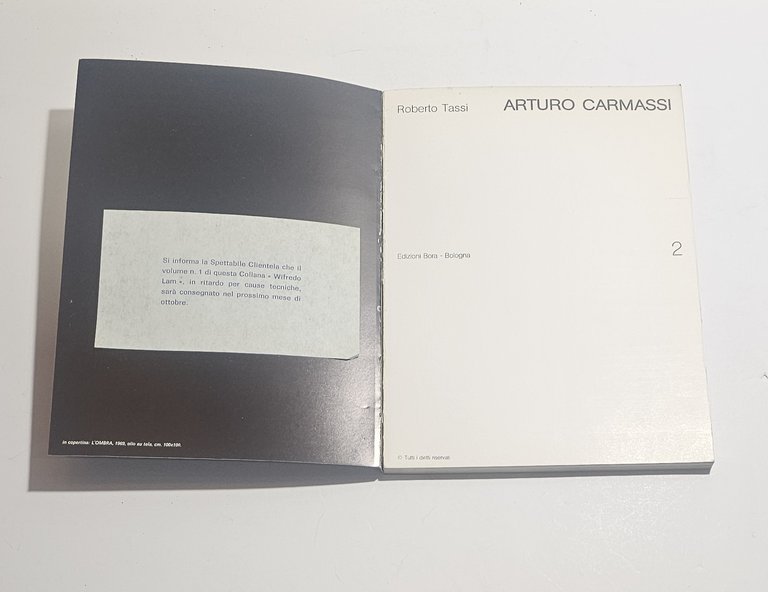 Si informa la Spettabile Clientela che il
volume n. 1 di questa Collana « Wifredo
Lam », in ritardo per cause tecniche,
sarà consegnato nel prossimo mese di
ottobre.
in copertina: L'OMBRA, 1969, olio su tela, cm. 100x100.
Roberto Tassi ARTURO CARMASSI
Edizioni Bora - Bologna 2
© Tutti i diritti riservati